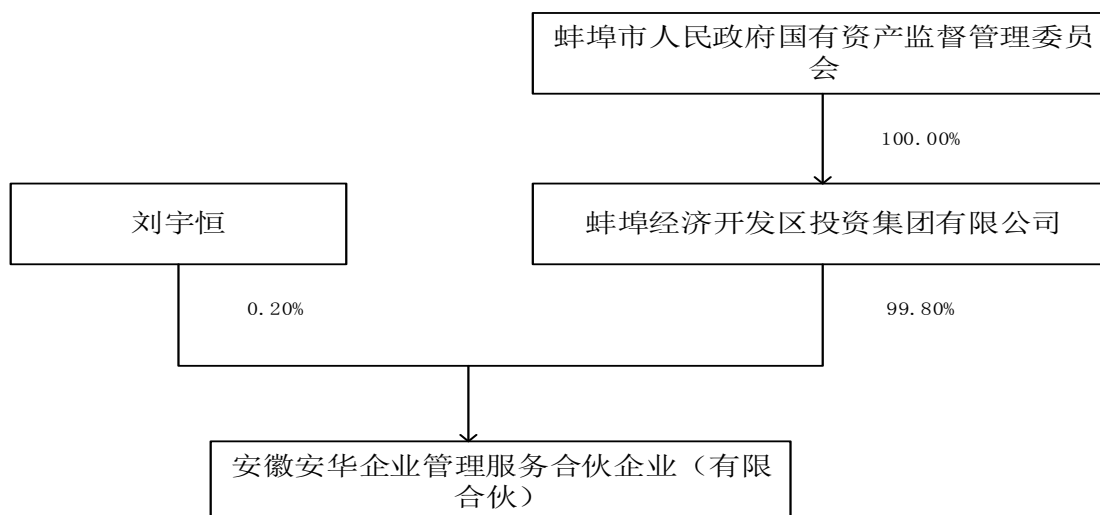 蚌埠市人民政府国有资产监督管理委员
会
100.00%
刘宇恒
蚌埠经济开发区投资集团有限公司
0.20%
99.80%
安徽安华企业管理服务合伙企业（有限
合伙）